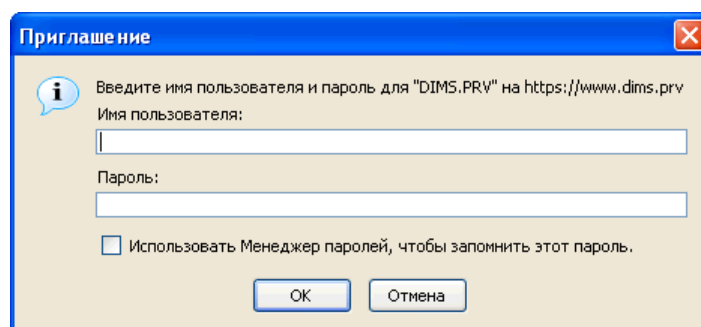 Приглашение
Введите имя пользователя и пароль для "DIMS.PRV" на https://www.dims.prv
Имя пользователя:
Пароль:
Использовать Менеджер паролей, чтобы запомнить этот пароль.
OK
Отмена